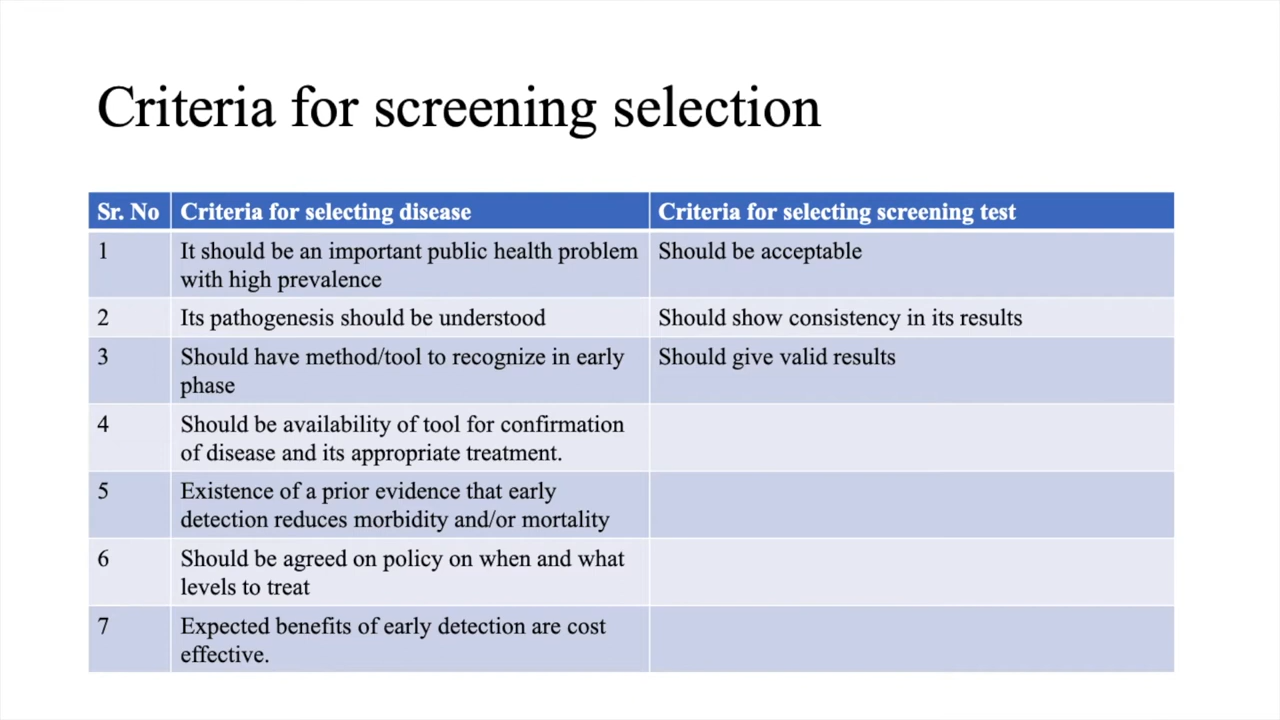 Criteria for screening selection
Sr. No Criteria for selecting disease Criteria for selecting screening test
1 It should be an important public health problem Should be acceptable
with high prevalence
2 Its pathogenesis should be understood Should show consistency in its results
3 Should have method/tool to recognize in early Should give valid results
phase
4 Should be availability of tool for confirmation
of disease and its appropriate treatment.
5 Existence of a prior evidence that early
detection reduces morbidity and/or mortality
6 Should be agreed on policy on when and what
levels to treat
7 Expected benefits of early detection are cost
effective.